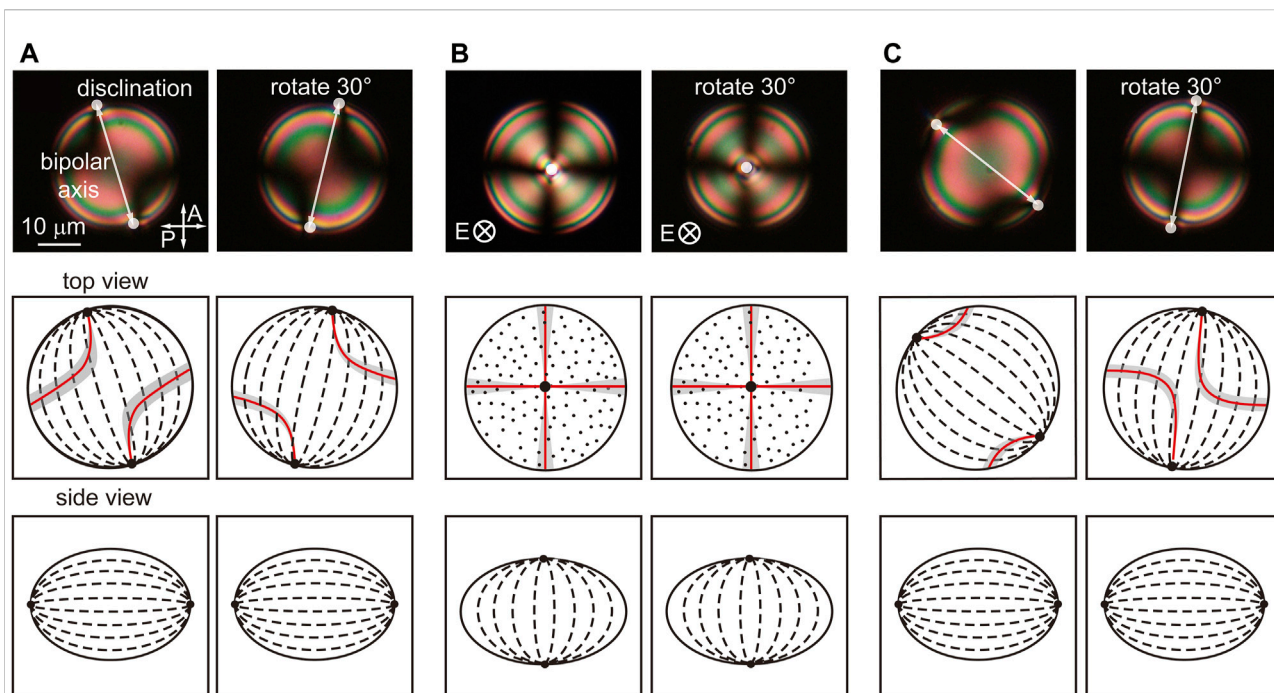 A
B
C
disclination
rotate 30°
rotate 30°
rotate 30°
bipolar
axis
A
P
10 μm
E
E
top view
side view